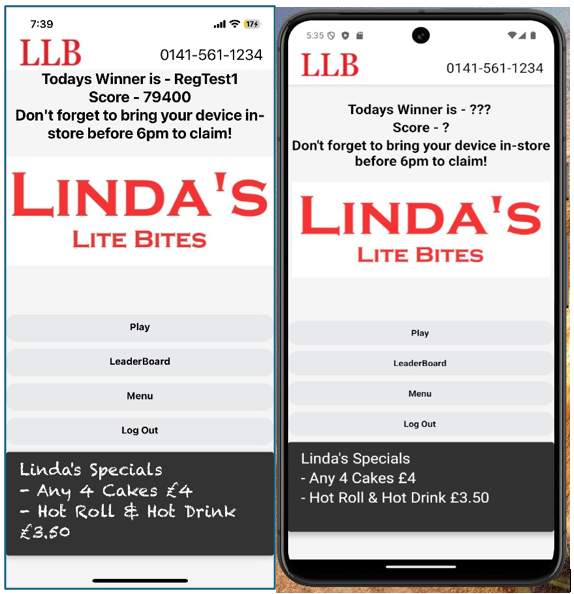 7:39
17
LLB
0141-561-1234
Todays Winner is - RegTest1
Score - 79400
Don't forget to bring your device in-
store before 6pm to claim!
LINDA'S
LITE BITES
Play
LeaderBoard
Menu
Log Out
Linda's Specials
- Any 4 Cakes £4
- Hot Roll & Hot Drink
£3.50
5:35
LLB
0141-561-1234
Todays Winner is - ???
Score - ?
Don't forget to bring your device in-store
before 6pm to claim!
LINDA'S
LITE BITES
Play
LeaderBoard
Menu
Log Out
Linda's Specials
- Any 4 Cakes £4
- Hot Roll & Hot Drink £3.50